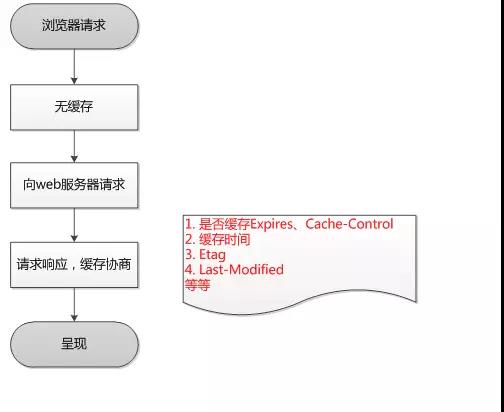 浏览器请求
无缓存
向web服务器请求
请求响应，缓存协商
呈现
1. 是否缓存Expires、Cache-Control
2. 缓存时间
3. Etag
4. Last-Modified
等等